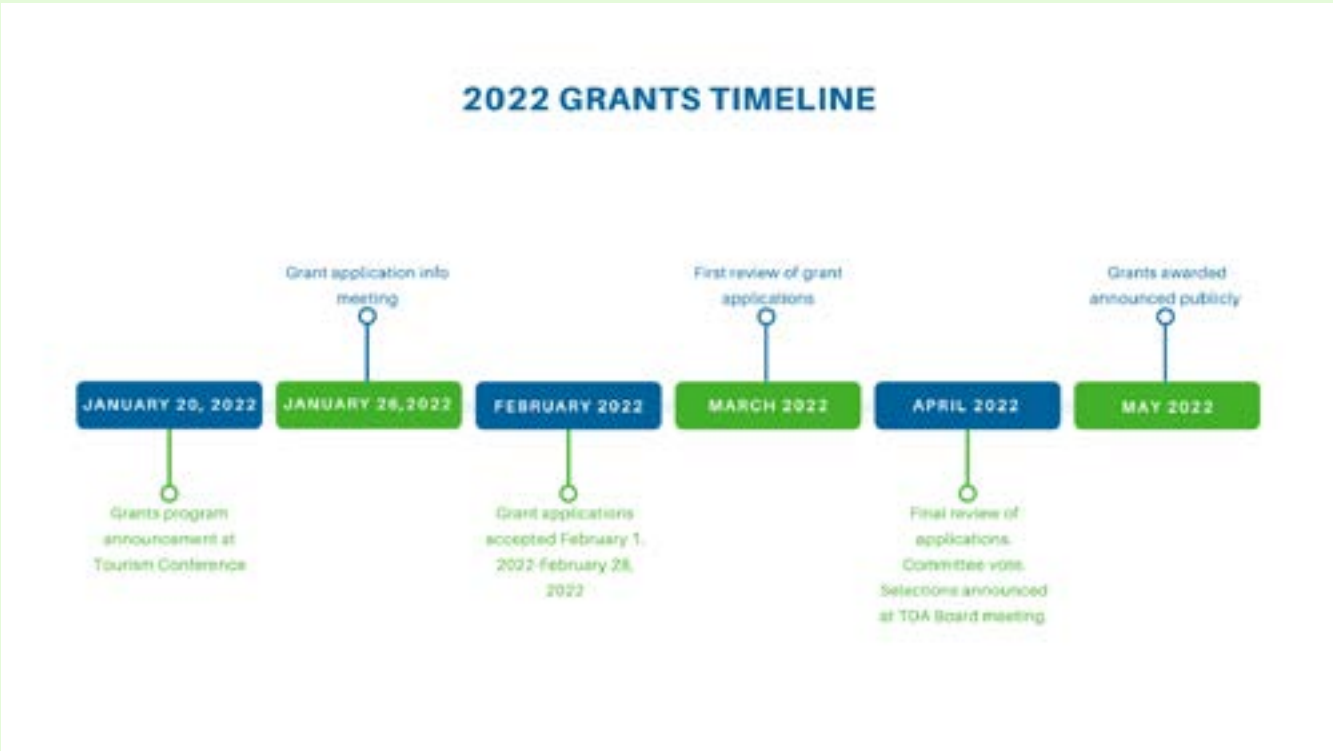 2022 GRANTS TIMELINE
Grant application info
meeting
First review of grant
applications
Grants awarded
announced publicly
JANUARY 20, 2022
JANUARY 26,2022
FEBRUARY 2022
MARCH 2022
APRIL 2022
MAY 2022
Grants program
announcement at
Tourism Conference
Grant applications
accepted February 1,
2022-February 28,
2022
Final review of
applications.
Committee vote.
Selections announced
at TDA Board meeting